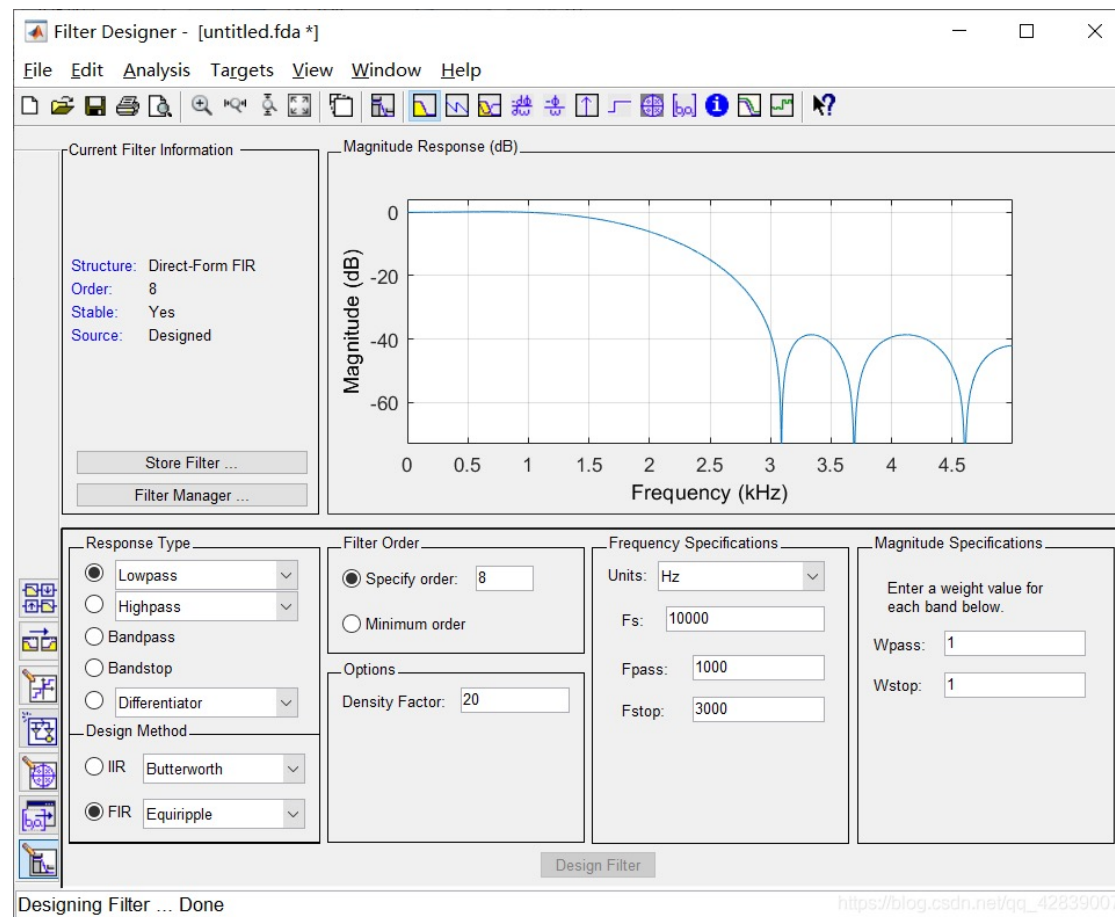 Filter Designer - [untitled.fda *]
File Edit Analysis Targets View Window Help
Current Filter Information
Structure: Direct-Form FIR
Order: 8
Stable: Yes
Source: Designed
Store Filter ...
Filter Manager ...
Magnitude Response (dB)
Magnitude (dB)
0
-20
-40
-60
0 0.5 1 1.5 2 2.5 3 3.5 4 4.5
Frequency (kHz)
Response Type
Lowpass
Highpass
Bandpass
Bandstop
Differentiator
Design Method
IIR Butterworth
FIR Equiripple
Filter Order
Specify order: 8
Minimum order
Options
Density Factor: 20
Frequency Specifications
Units: Hz
Fs: 10000
Fpass: 1000
Fstop: 3000
Magnitude Specifications
Enter a weight value for
each band below.
Wpass: 1
Wstop: 1
Design Filter
Designing Filter ... Done
https://blog.csdn.net/qq_42839007